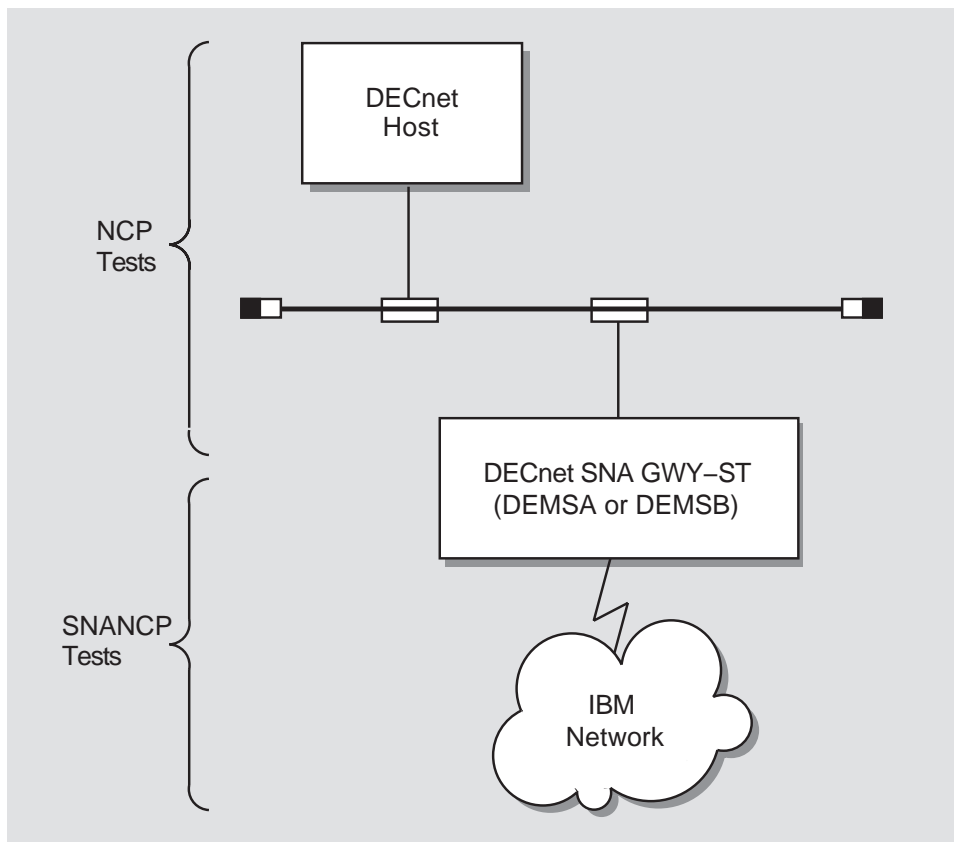 DECnet
Host
NCP
Tests
DECnet SNA GWY–ST
(DEMSA or DEMSB)
SNANCP
Tests
IBM
Network